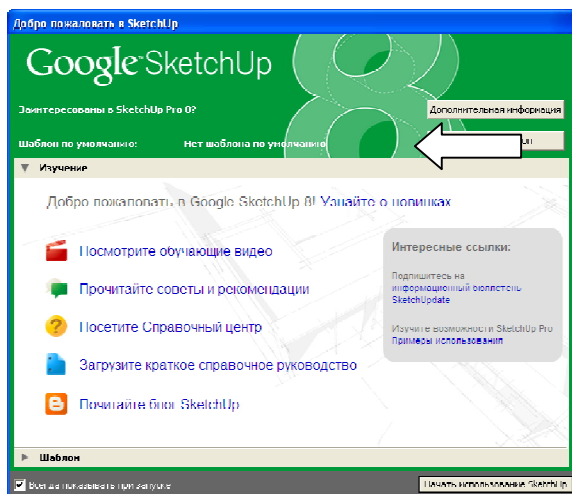 Добро пожаловать в SketchUp
Google SketchUp
8
Заинтересованы в SketchUp Pro 8?
Дополнительная информация
Шаблон по умолчанию: Нет шаблона по умолчанию
Изучение
Добро пожаловать в Google SketchUp 8! Узнайте о новинках
Посмотрите обучающие видео
Прочитайте советы и рекомендации
Посетите Справочный центр
Загрузите краткое справочное руководство
Почитайте блог SketchUp
Интересные ссылки:
Подпишитесь на
информационный бюллетень
SketchUpdate
Изучите возможности SketchUp Pro
Примеры использования
Шаблон
Всегда показывать при запуске
Начать использование SketchUp